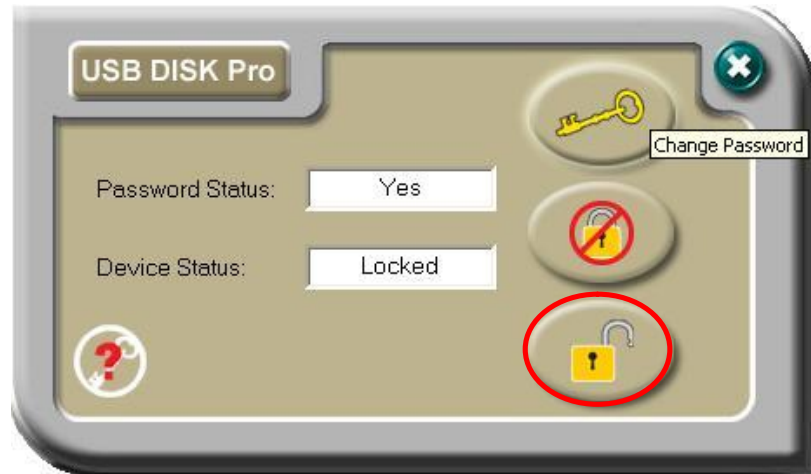 USB DISK Pro
Change Password
Password Status: Yes
Device Status: Locked
?